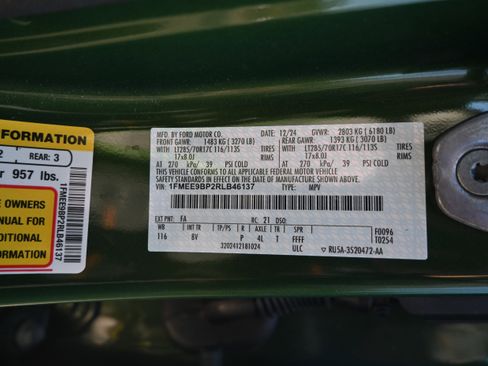 MFD. BY FORD MOTOR CO.
DATE: 12/24 GVWR: 2803 KG ( 6180 LB)
FRONT GAWR: 1483 KG ( 3270 LB) REAR GAWR: 1393 KG ( 3070 LB)
WITH LT285/70R17C 116/113S TIRES WITH LT285/70R17C 116/113S TIRES
17x8.0J RIMS 17x8.0J RIMS
AT 270 kPa/ 39 PSI COLD AT 270 kPa/ 39 PSI COLD
THIS VEHICLE CONFORMS TO ALL APPLICABLE FEDERAL MOTOR VEHICLE
SAFETY STANDARDS IN EFFECT ON THE DATE OF MANUFACTURE SHOWN ABOVE.
VIN: 1FMEE9BP2RLB46137 TYPE: MPV
EXT PNT: FA RC: 21 DSO:
WB INT TR TP/PS R AXLE TR SPR
116 8V P 4L T FFFF
F0096
T0254
3202412181024 ULC ▽ RU5A-3520472-AA
FORMATION
2 REAR: 3
r 957 lbs.
E OWNERS
AL FOR
DITIONAL
ORMATION
1FMEE9BP2RLB46137